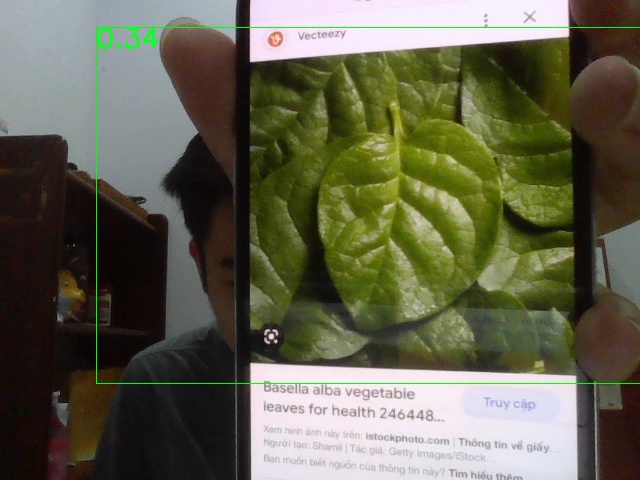 0.34
Vecteezy
Basella alba vegetable
leaves for health 246448...
Truy cập
Xem hình ảnh này trên: istockphoto.com | Thông tin về giấy...
Người tạo: Shamil | Tác giả: Getty Images/iStock...
Bạn muốn biết nguồn của thông tin này? Tìm hiểu thêm